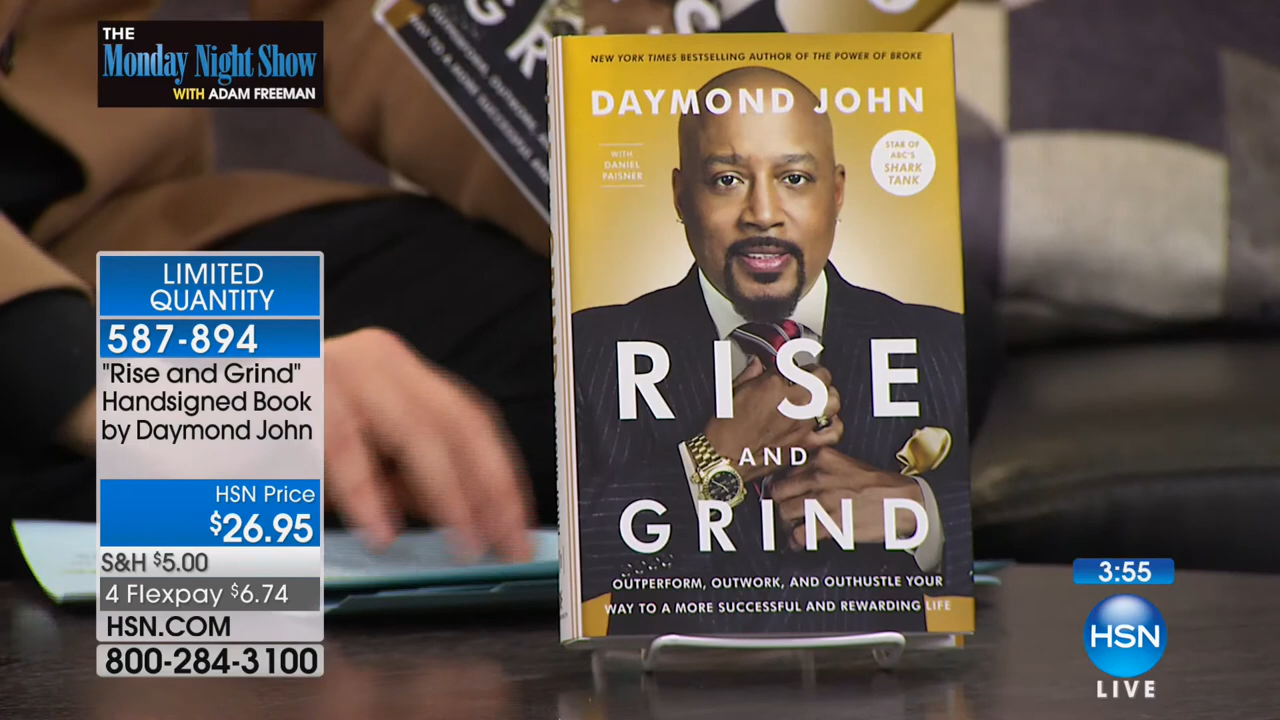 THE
Monday Night Show
WITH ADAM FREEMAN
LIMITED
QUANTITY
587-894
"Rise and Grind"
Handsigned Book
by Daymond John
HSN Price
$26.95
S&H $5.00
4 Flexpay $6.74
HSN.COM
800-284-3100
NEW YORK TIMES BESTSELLING AUTHOR OF THE POWER OF BROKE
DAYMOND JOHN
WITH
DANIEL
PAISNER
STAR OF
ABC'S
SHARK
TANK
RISE
AND
GRIND
OUTPERFORM, OUTWORK, AND OUTHUSTLE YOUR
WAY TO A MORE SUCCESSFUL AND REWARDING LIFE
3:55
HSN
LIVE